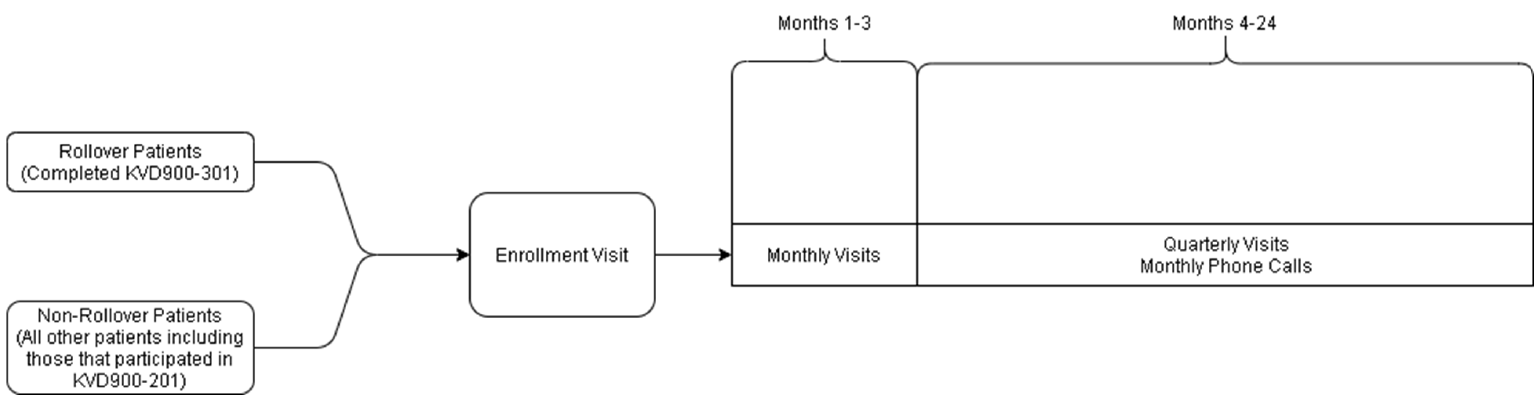 Months 1-3
Months 4-24
Rollover Patients
(Completed KVD900-301)
Enrollment Visit
Monthly Visits
Quarterly Visits
Monthly Phone Calls
Non-Rollover Patients
(All other patients including
those that participated in
KVD900-201)